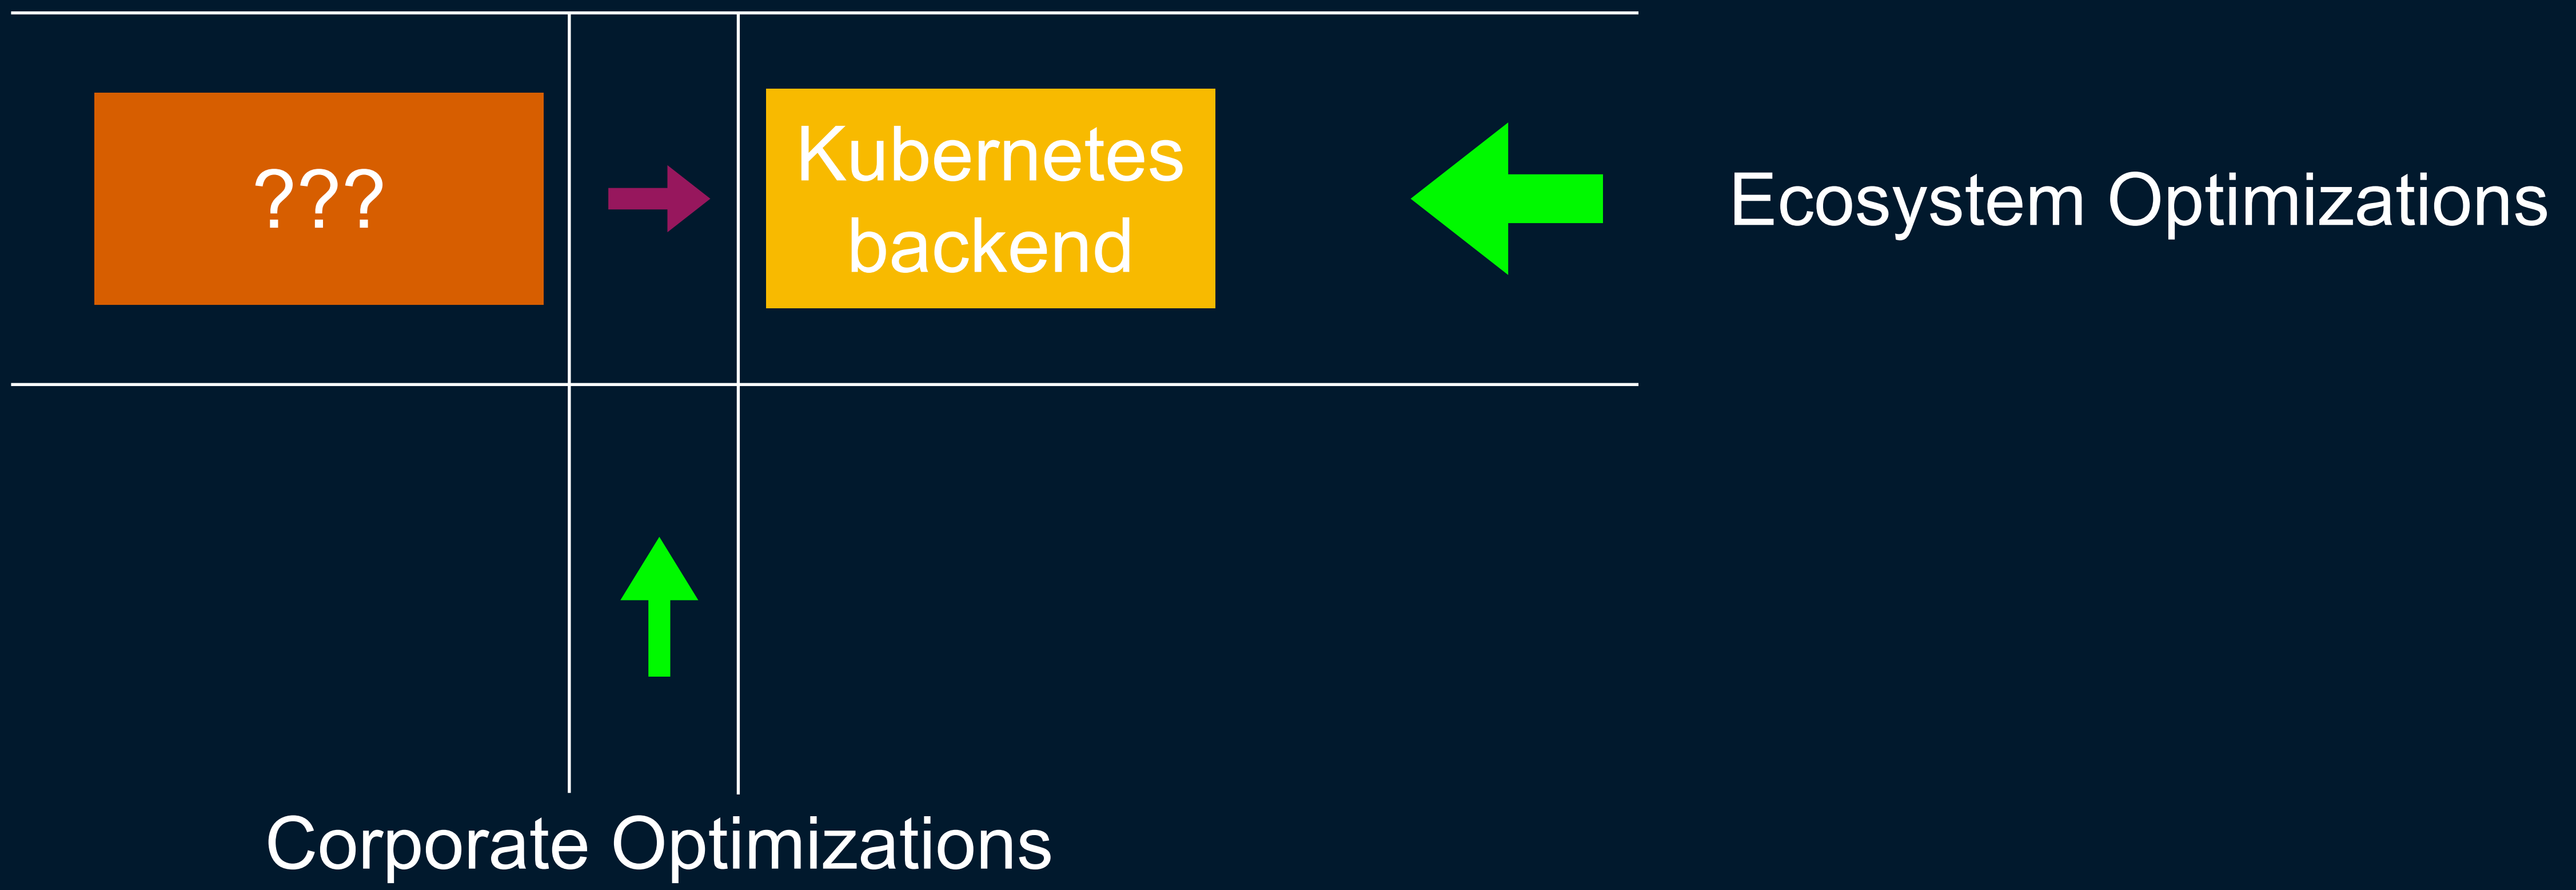 ???
Kubernetes
backend
Ecosystem Optimizations
Corporate Optimizations